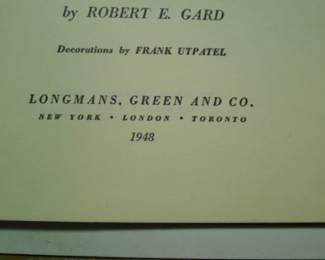 by ROBERT E. GARD
Decorations by FRANK UTPATEL
LONGMANS, GREEN AND CO.
NEW YORK • LONDON • TORONTO
1948